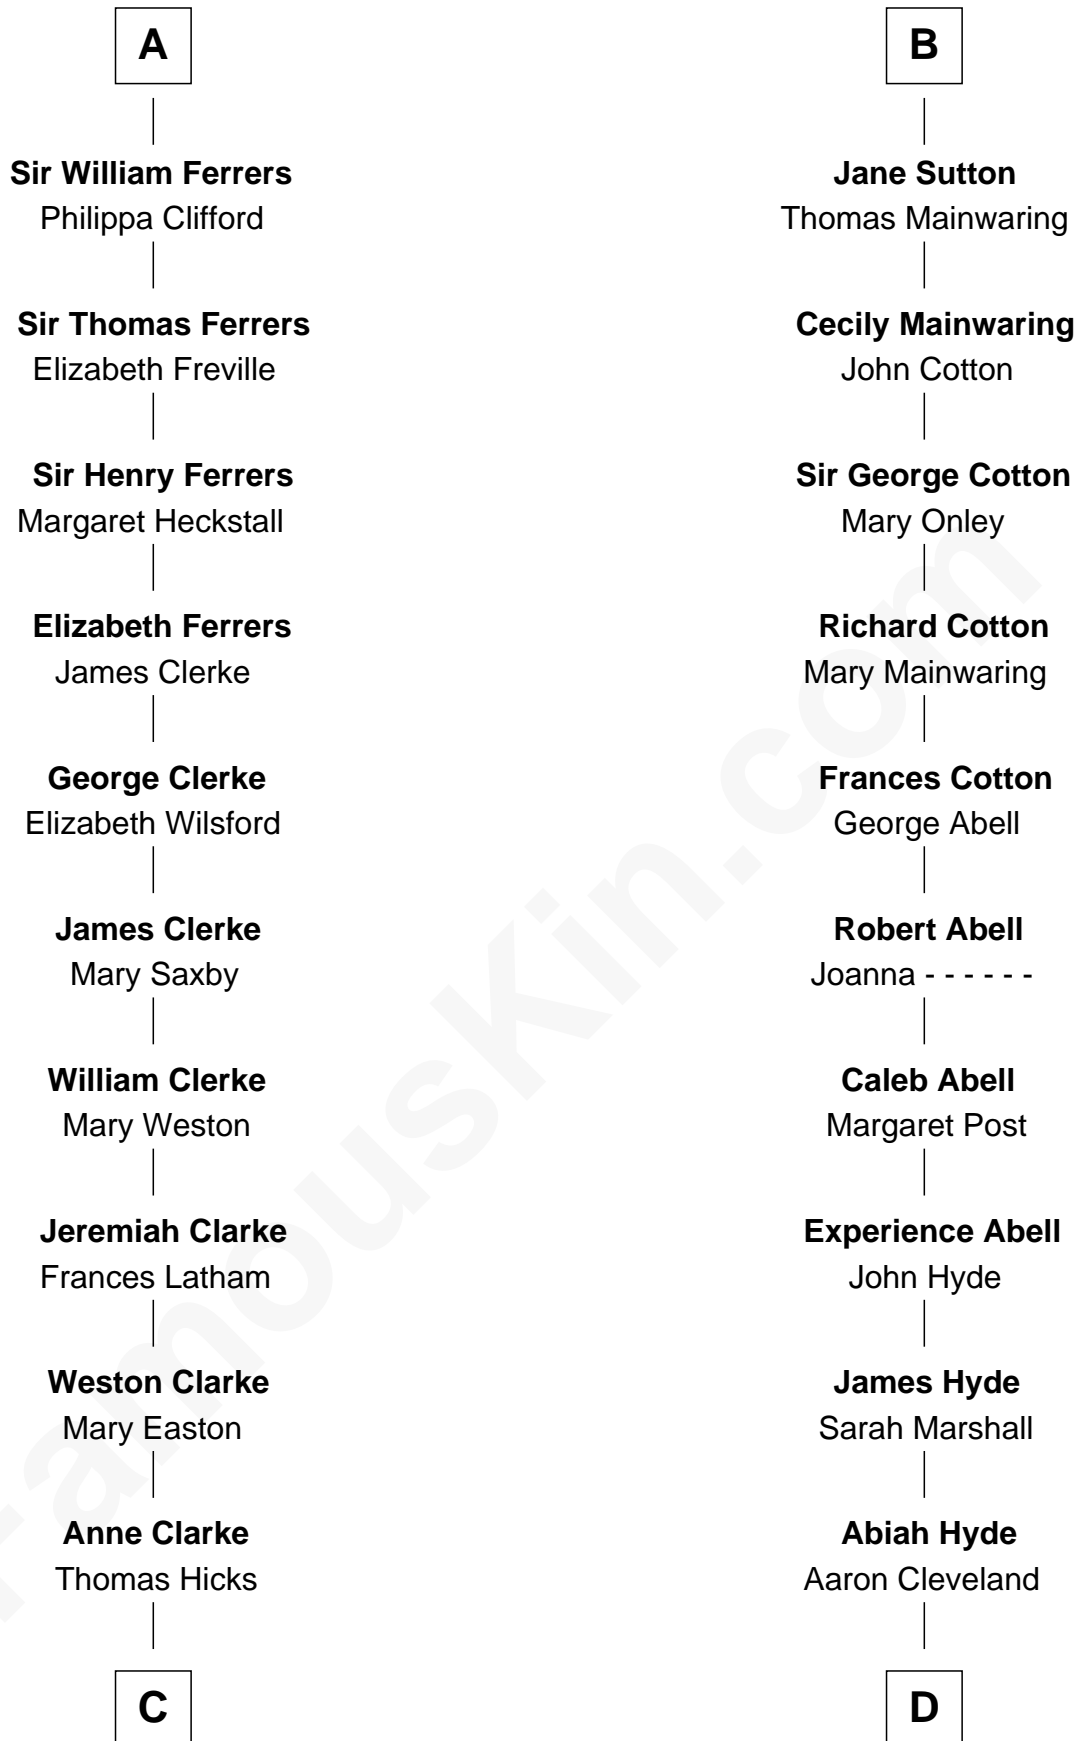 A
Sir William Ferrers
Philippa Clifford
Sir Thomas Ferrers
Elizabeth Freville
Sir Henry Ferrers
Margaret Heckstall
Elizabeth Ferrers
James Clerke
George Clerke
Elizabeth Wilsford
James Clerke
Mary Saxby
William Clerke
Mary Weston
Jeremiah Clarke
Frances Latham
Weston Clarke
Mary Easton
Anne Clarke
Thomas Hicks
C
B
Jane Sutton
Thomas Mainwaring
Cecily Mainwaring
John Cotton
Sir George Cotton
Mary Onley
Richard Cotton
Mary Mainwaring
Frances Cotton
George Abell
Robert Abell
Joanna - - - - - -
Caleb Abell
Margaret Post
Experience Abell
John Hyde
James Hyde
Sarah Marshall
Abiah Hyde
Aaron Cleveland
D
FamousKin.com